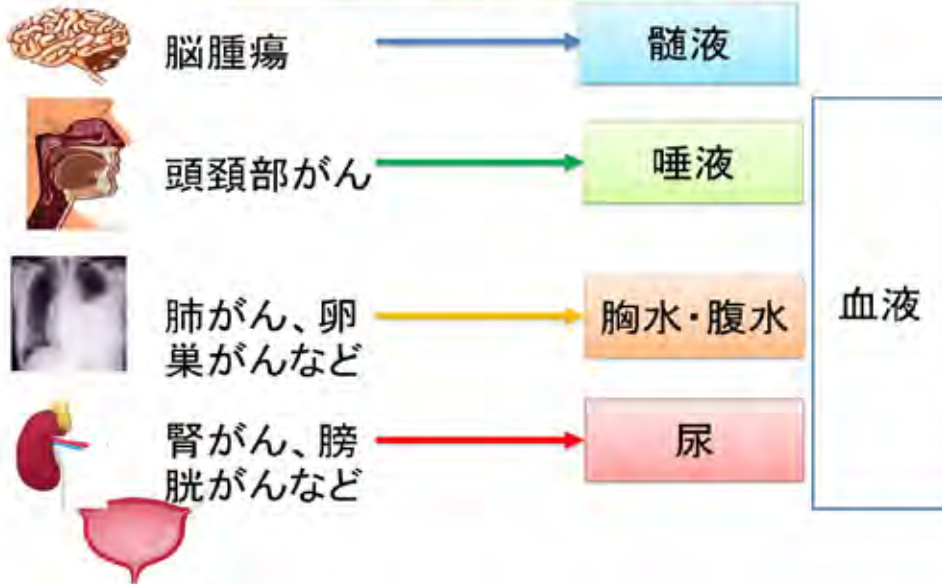 脳腫瘍
髄液
頭頚部がん
唾液
肺がん、卵
巣がんなど
胸水・腹水
血液
腎がん、膀
胱がんなど
尿